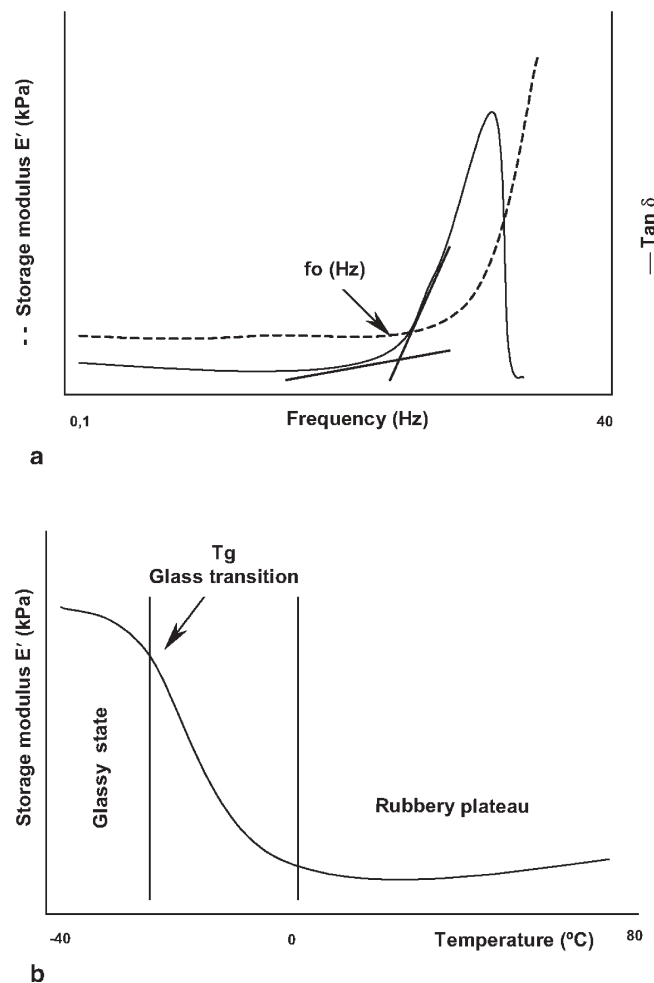 -- Storage modulus E′ (kPa)
fo (Hz)
— Tan δ
0,1
Frequency (Hz)
40
a
Tg
Glass transition
Storage modulus E′ (kPa)
Glassy state
Rubbery plateau
-40
0
Temperature (ºC)
80
b